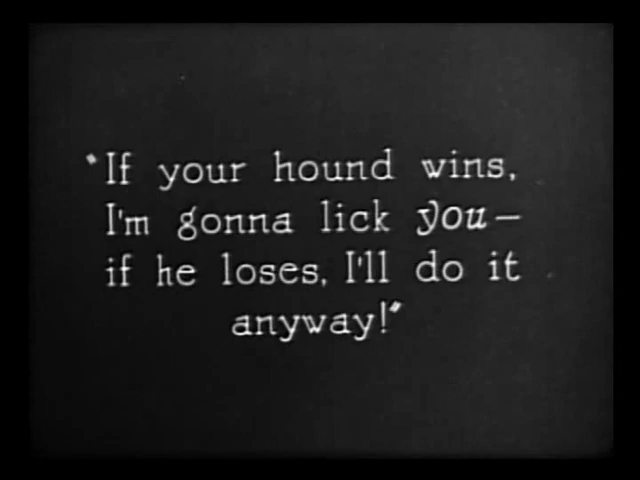 "If your hound wins,
I'm gonna lick you—
if he loses, I'll do it
anyway!"